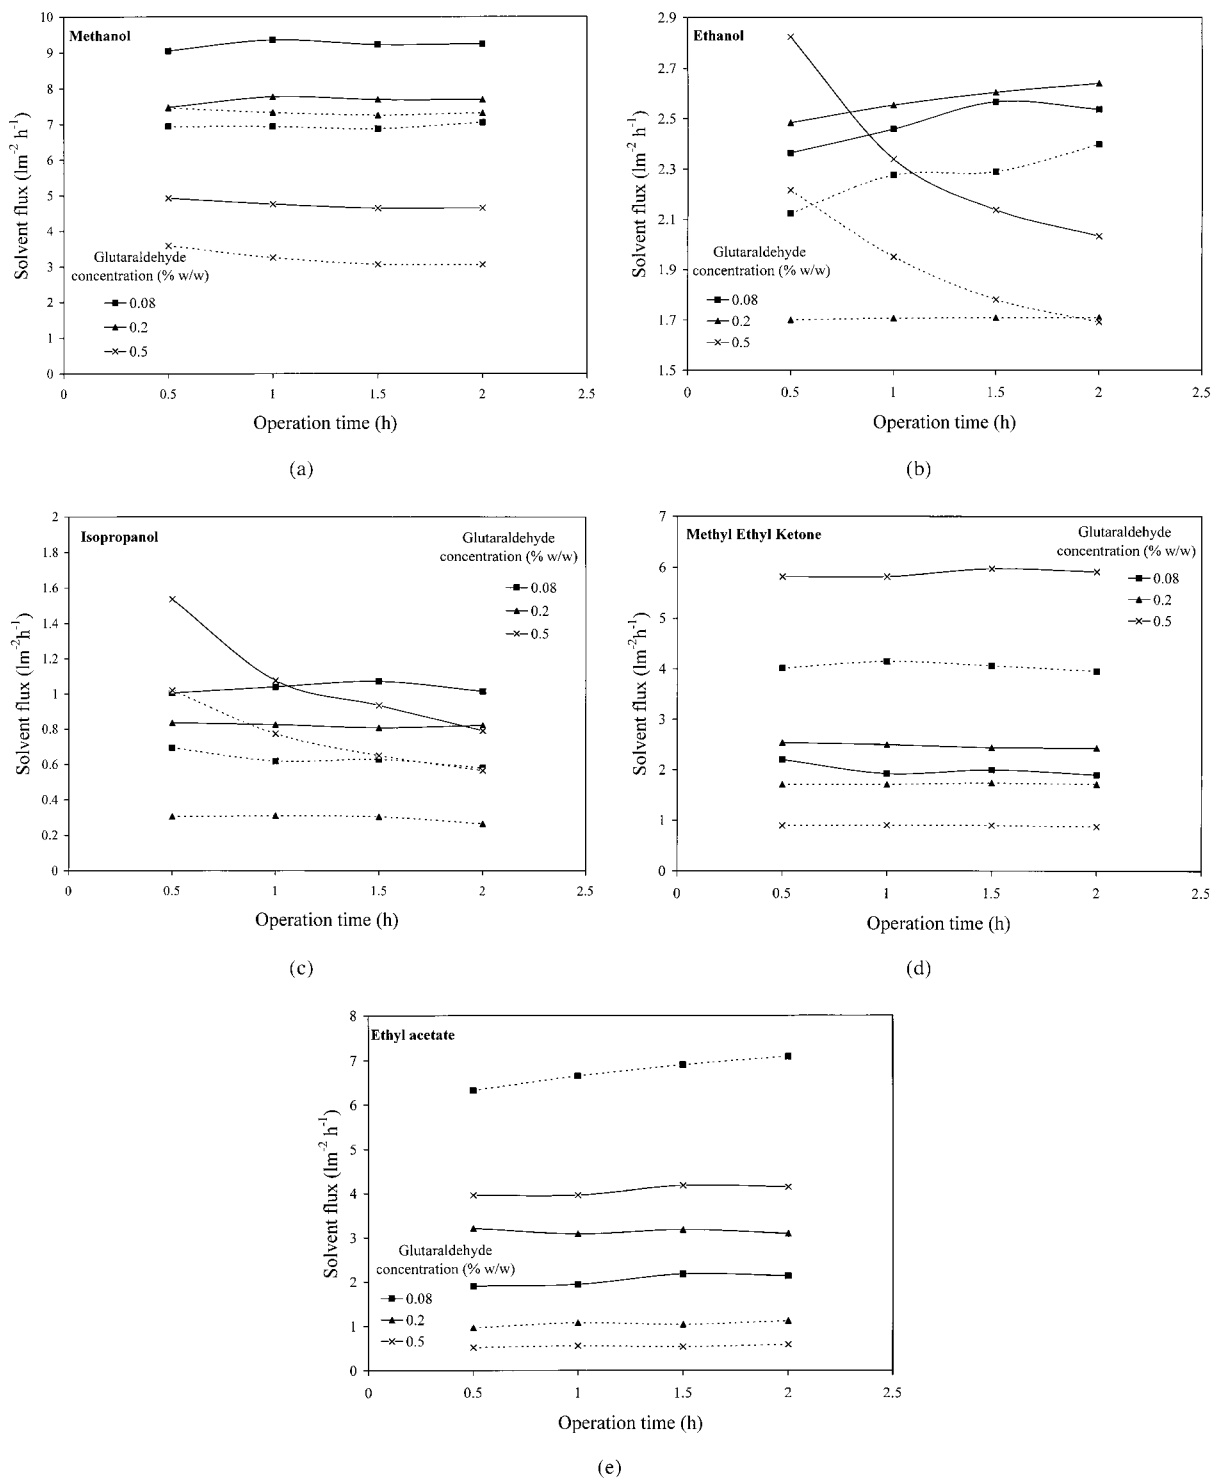 Methanol
10
9
8
7
6
5
4
3
2
1
0
Solvent flux (lm⁻² h⁻¹)
Glutaraldehyde
concentration (% w/w)
0.08
0.2
0.5
0 0.5 1 1.5 2 2.5
Operation time (h)
(a)
Ethanol
2.9
2.7
2.5
2.3
2.1
1.9
1.7
1.5
Solvent flux (lm⁻² h⁻¹)
Glutaraldehyde
concentration (% w/w)
0.08
0.2
0.5
0 0.5 1 1.5 2 2.5
Operation time (h)
(b)
Isopropanol
2
1.8
1.6
1.4
1.2
1
0.8
0.6
0.4
0.2
0
Solvent flux (lm⁻²h⁻¹)
Glutaraldehyde
concentration (% w/w)
0.08
0.2
0.5
0 0.5 1 1.5 2 2.5
Operation time (h)
(c)
Methyl Ethyl Ketone
7
6
5
4
3
2
1
0
Solvent flux (lm⁻²h⁻¹)
Glutaraldehyde
concentration (% w/w)
0.08
0.2
0.5
0 0.5 1 1.5 2 2.5
Operation time (h)
(d)
Ethyl acetate
8
7
6
5
4
3
2
1
0
Solvent flux (lm⁻² h⁻¹)
Glutaraldehyde
concentration (% w/w)
0.08
0.2
0.5
0 0.5 1 1.5 2 2.5
Operation time (h)
(e)